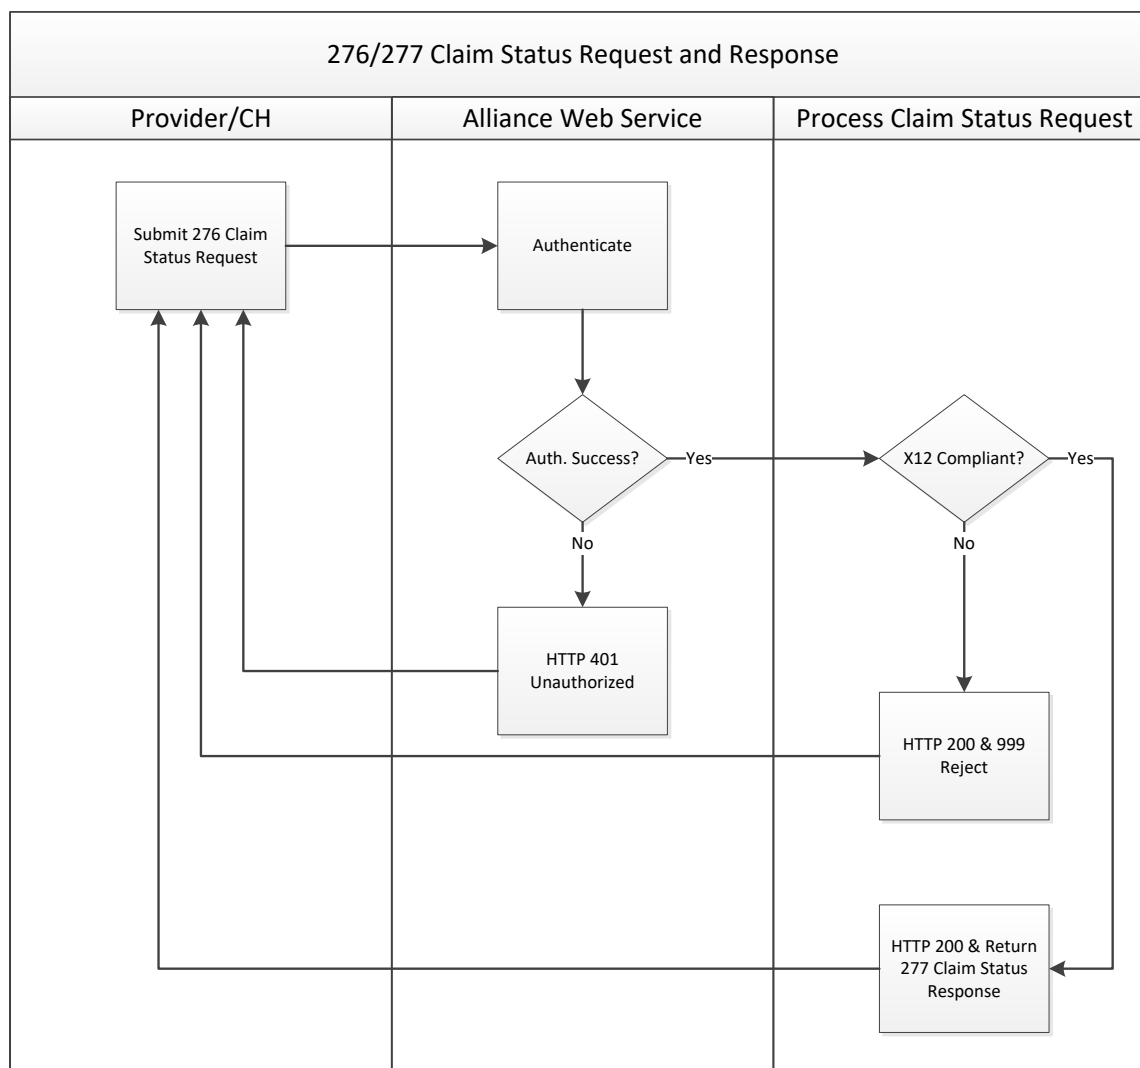 276/277 Claim Status Request and Response
Provider/CH
Alliance Web Service
Process Claim Status Request
Submit 276 Claim
Status Request
Authenticate
Auth. Success?
Yes
X12 Compliant?
Yes
No
No
HTTP 401
Unauthorized
HTTP 200 & 999
Reject
HTTP 200 & Return
277 Claim Status
Response